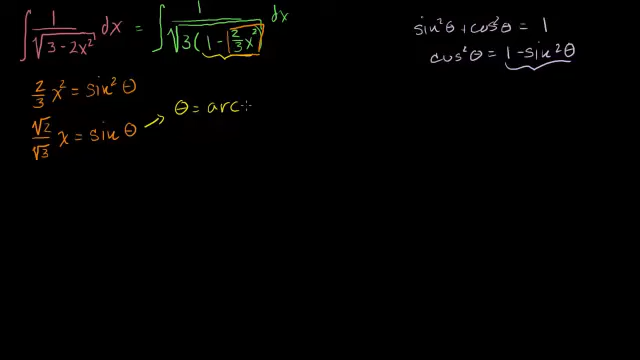 ∫ 1/√(3 - 2x²) dx = ∫ 1/√(3(1 - 2/3 x²)) dx
sin²θ + cos²θ = 1
cos²θ = 1 - sin²θ
2/3 x² = sin²θ
√2/√3 x = sin θ → θ = arc